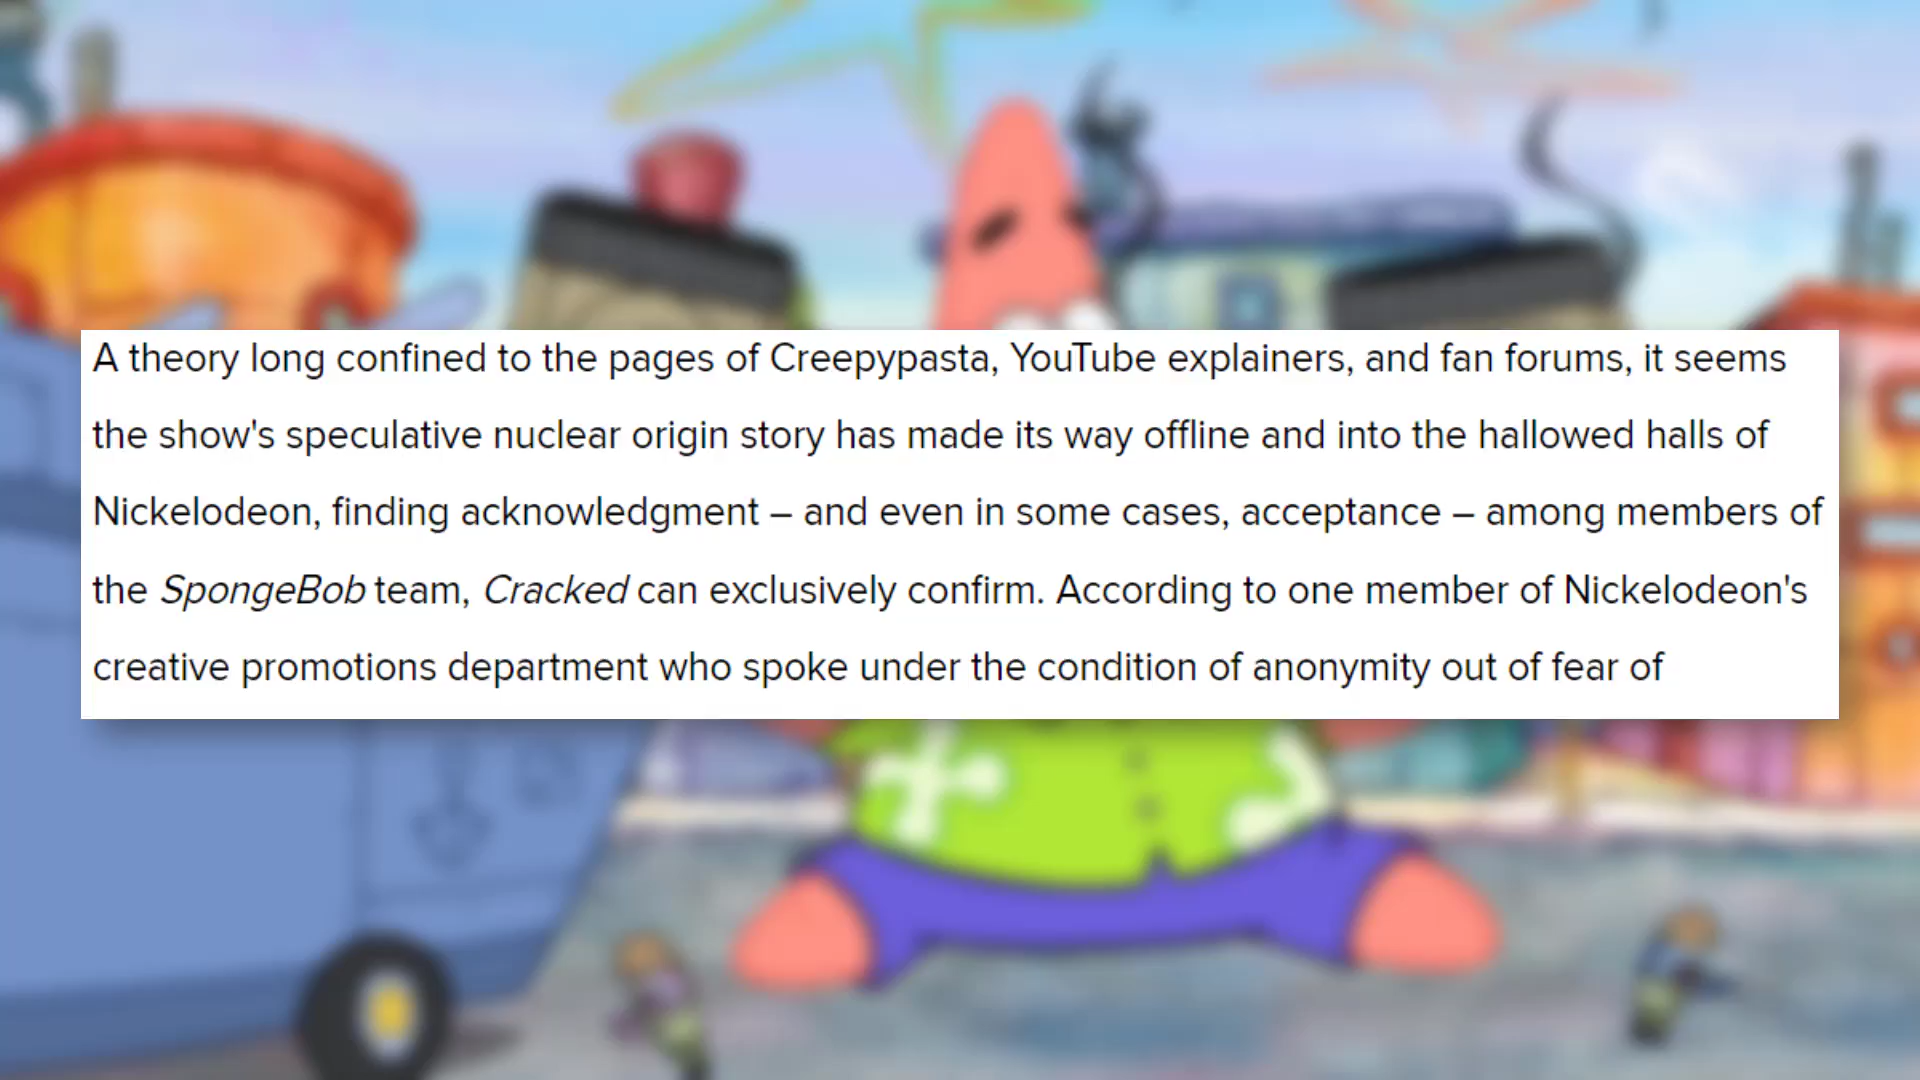 A theory long confined to the pages of Creepypasta, YouTube explainers, and fan forums, it seems
the show's speculative nuclear origin story has made its way offline and into the hallowed halls of
Nickelodeon, finding acknowledgment – and even in some cases, acceptance – among members of
the SpongeBob team, Cracked can exclusively confirm. According to one member of Nickelodeon's
creative promotions department who spoke under the condition of anonymity out of fear of